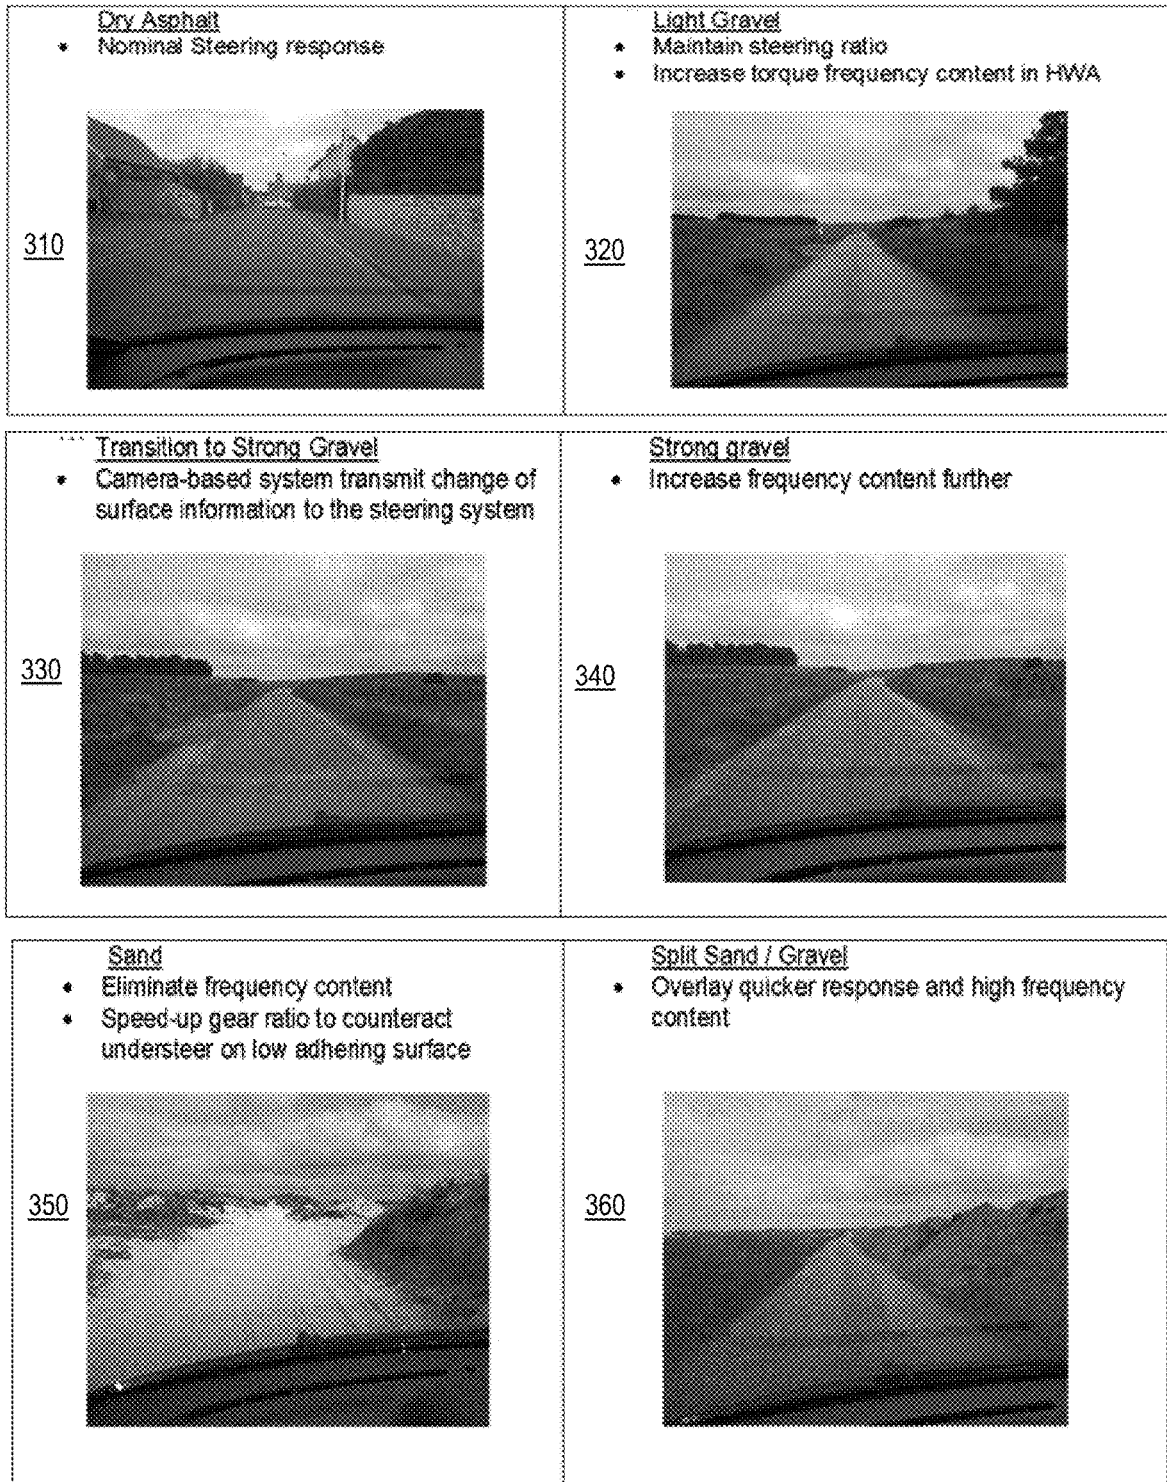 Dry Asphalt
• Nominal Steering response
310
Light Gravel
• Maintain steering ratio
• Increase torque frequency content in HWA
320
Transition to Strong Gravel
• Camera-based system transmit change of
surface information to the steering system
330
Strong gravel
• Increase frequency content further
340
Sand
• Eliminate frequency content
• Speed-up gear ratio to counteract
understeer on low adhering surface
350
Split Sand / Gravel
• Overlay quicker response and high frequency
content
360